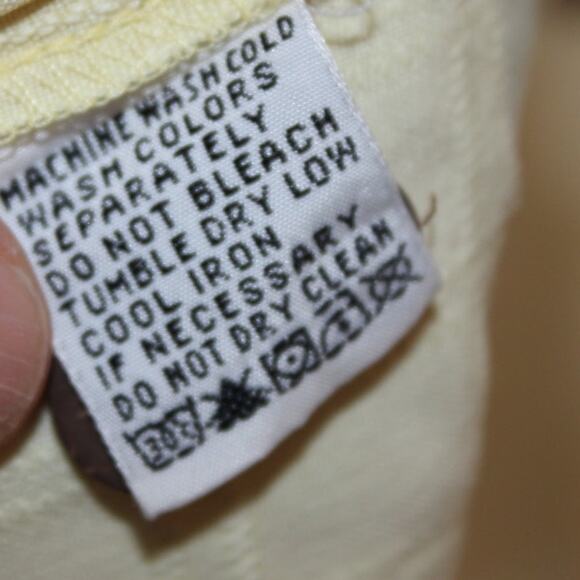 MACHINE WASH COLD
WASH COLORS
SEPARATELY
DO NOT BLEACH
TUMBLE DRY LOW
COOL IRON
IF NECESSARY
DO NOT DRY CLEAN
30°C